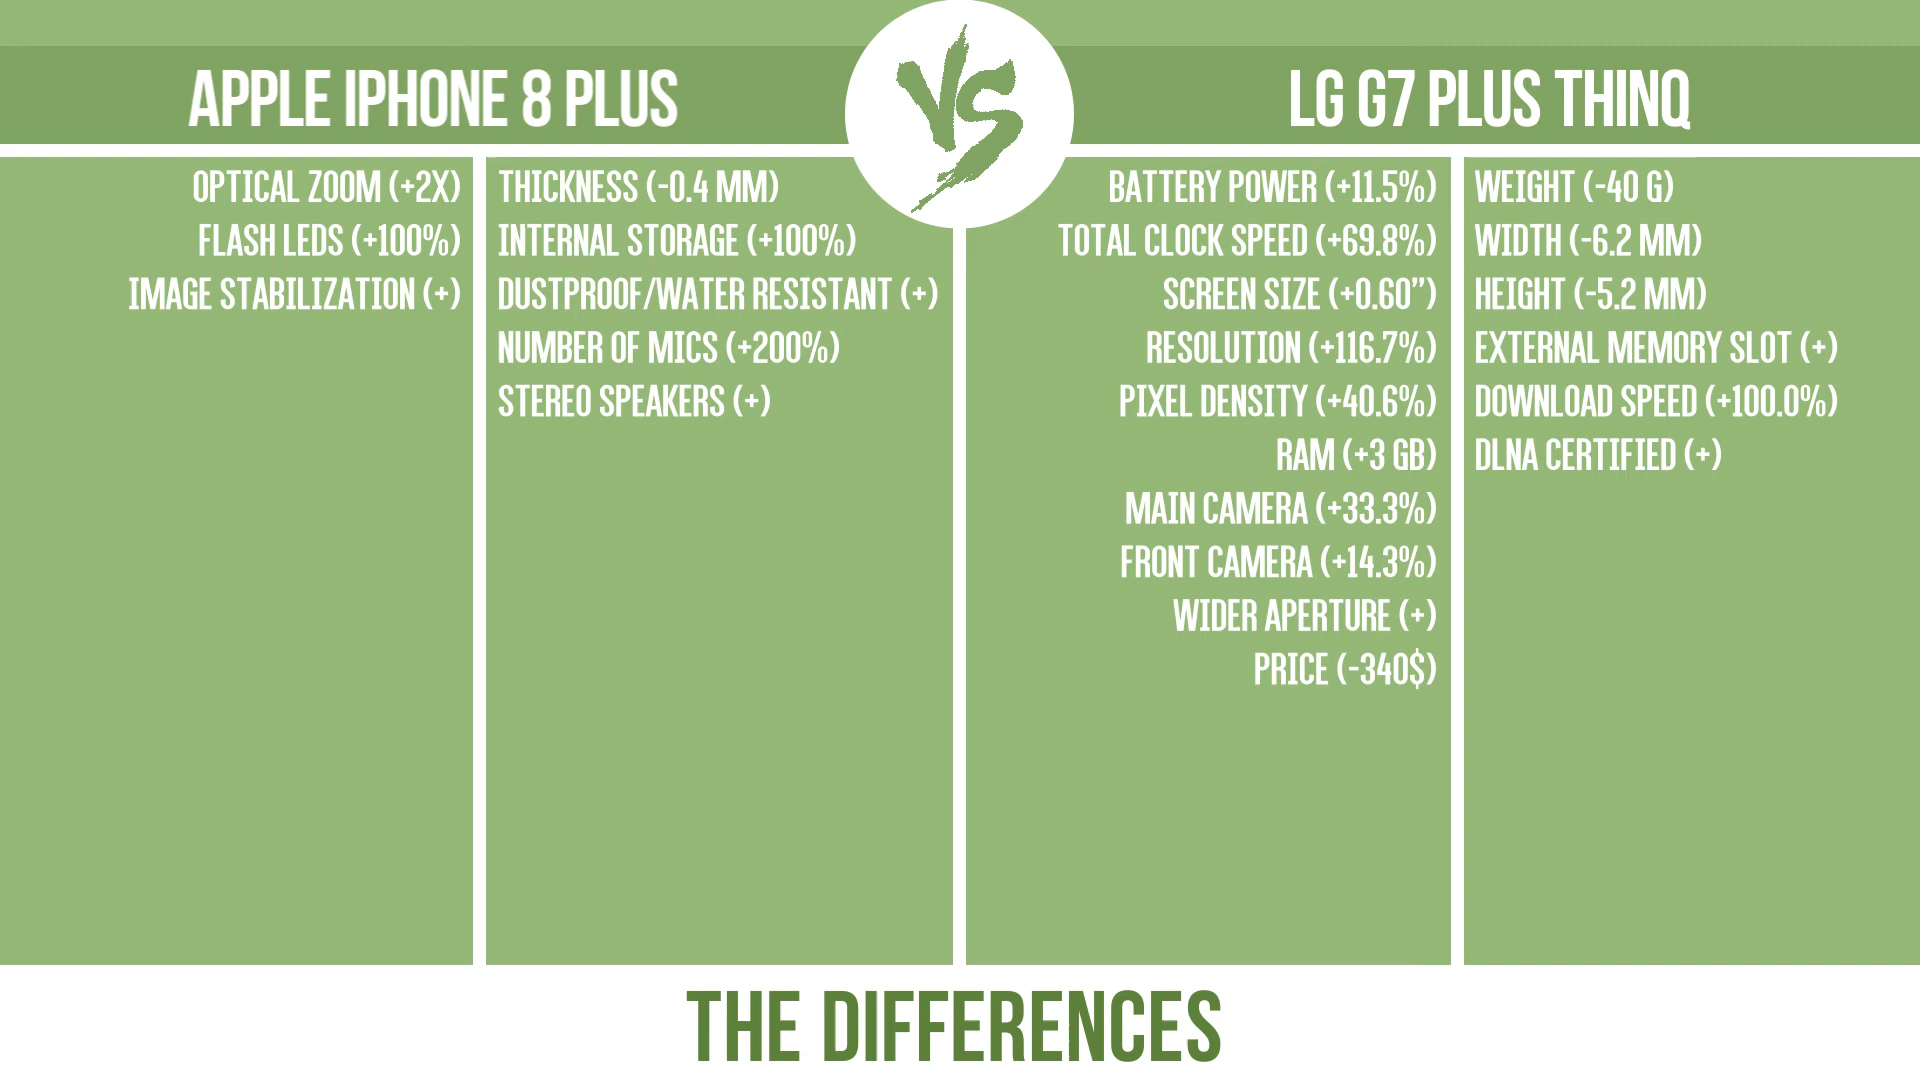 APPLE IPHONE 8 PLUS
VS
LG G7 PLUS THINQ
OPTICAL ZOOM (+2X)
FLASH LEDS (+100%)
IMAGE STABILIZATION (+)
THICKNESS (-0.4 MM)
INTERNAL STORAGE (+100%)
DUSTPROOF/WATER RESISTANT (+)
NUMBER OF MICS (+200%)
STEREO SPEAKERS (+)
BATTERY POWER (+11.5%)
TOTAL CLOCK SPEED (+69.8%)
SCREEN SIZE (+0.60”)
RESOLUTION (+116.7%)
PIXEL DENSITY (+40.6%)
RAM (+3 GB)
MAIN CAMERA (+33.3%)
FRONT CAMERA (+14.3%)
WIDER APERTURE (+)
PRICE (-340$)
WEIGHT (-40 G)
WIDTH (-6.2 MM)
HEIGHT (-5.2 MM)
EXTERNAL MEMORY SLOT (+)
DOWNLOAD SPEED (+100.0%)
DLNA CERTIFIED (+)
THE DIFFERENCES